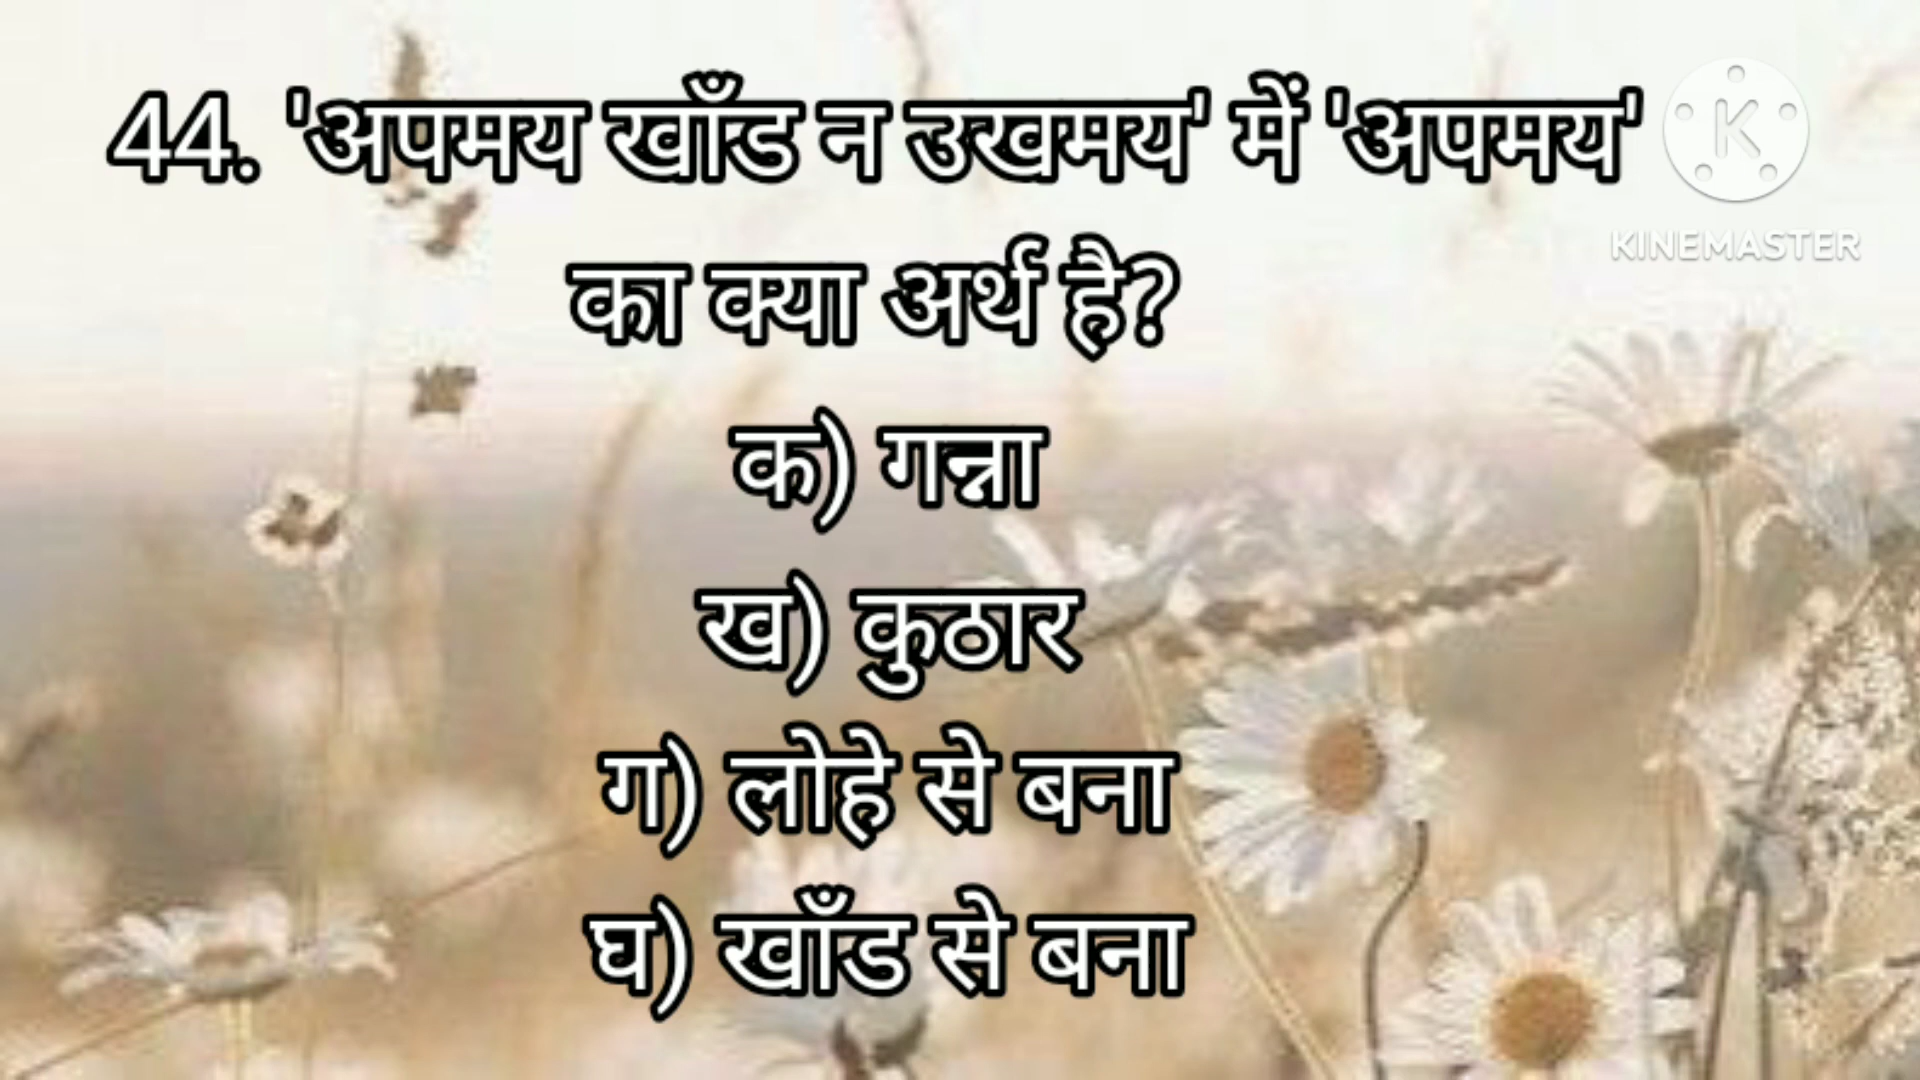 44. 'अपमय खाँड न उखमय' में 'अपमय'
का क्या अर्थ है?
क) गन्ना
ख) कुठार
ग) लोहे से बना
घ) खाँड से बना
K
KINEMASTER